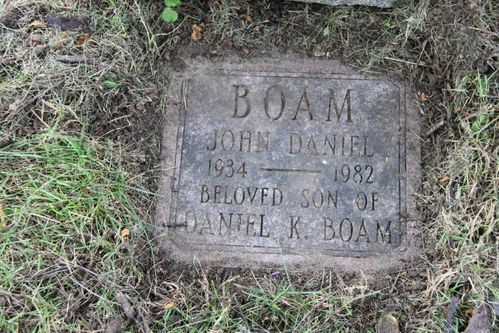 BOAM
JOHN DANIEL
1934 — 1982
BELOVED SON OF
DANIEL K. BOAM